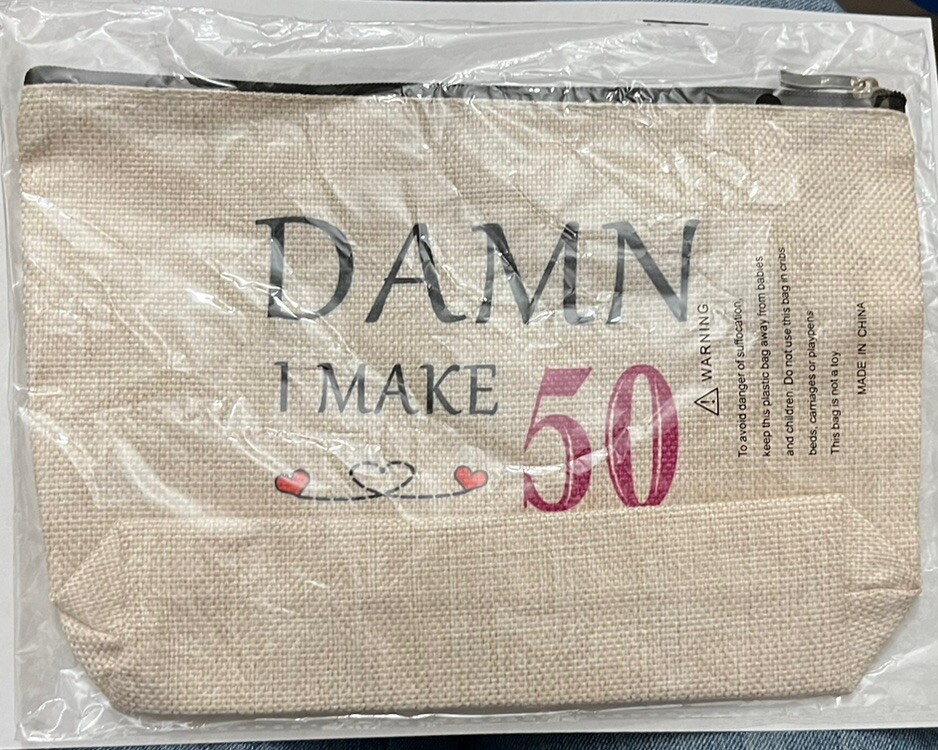 DAMN
I MAKE 50
⚠ WARNING
To avoid danger of suffocation,
keep this plastic bag away from babies
and children. Do not use this bag in cribs
beds, carriages or playpens
This bag is not a toy
MADE IN CHINA